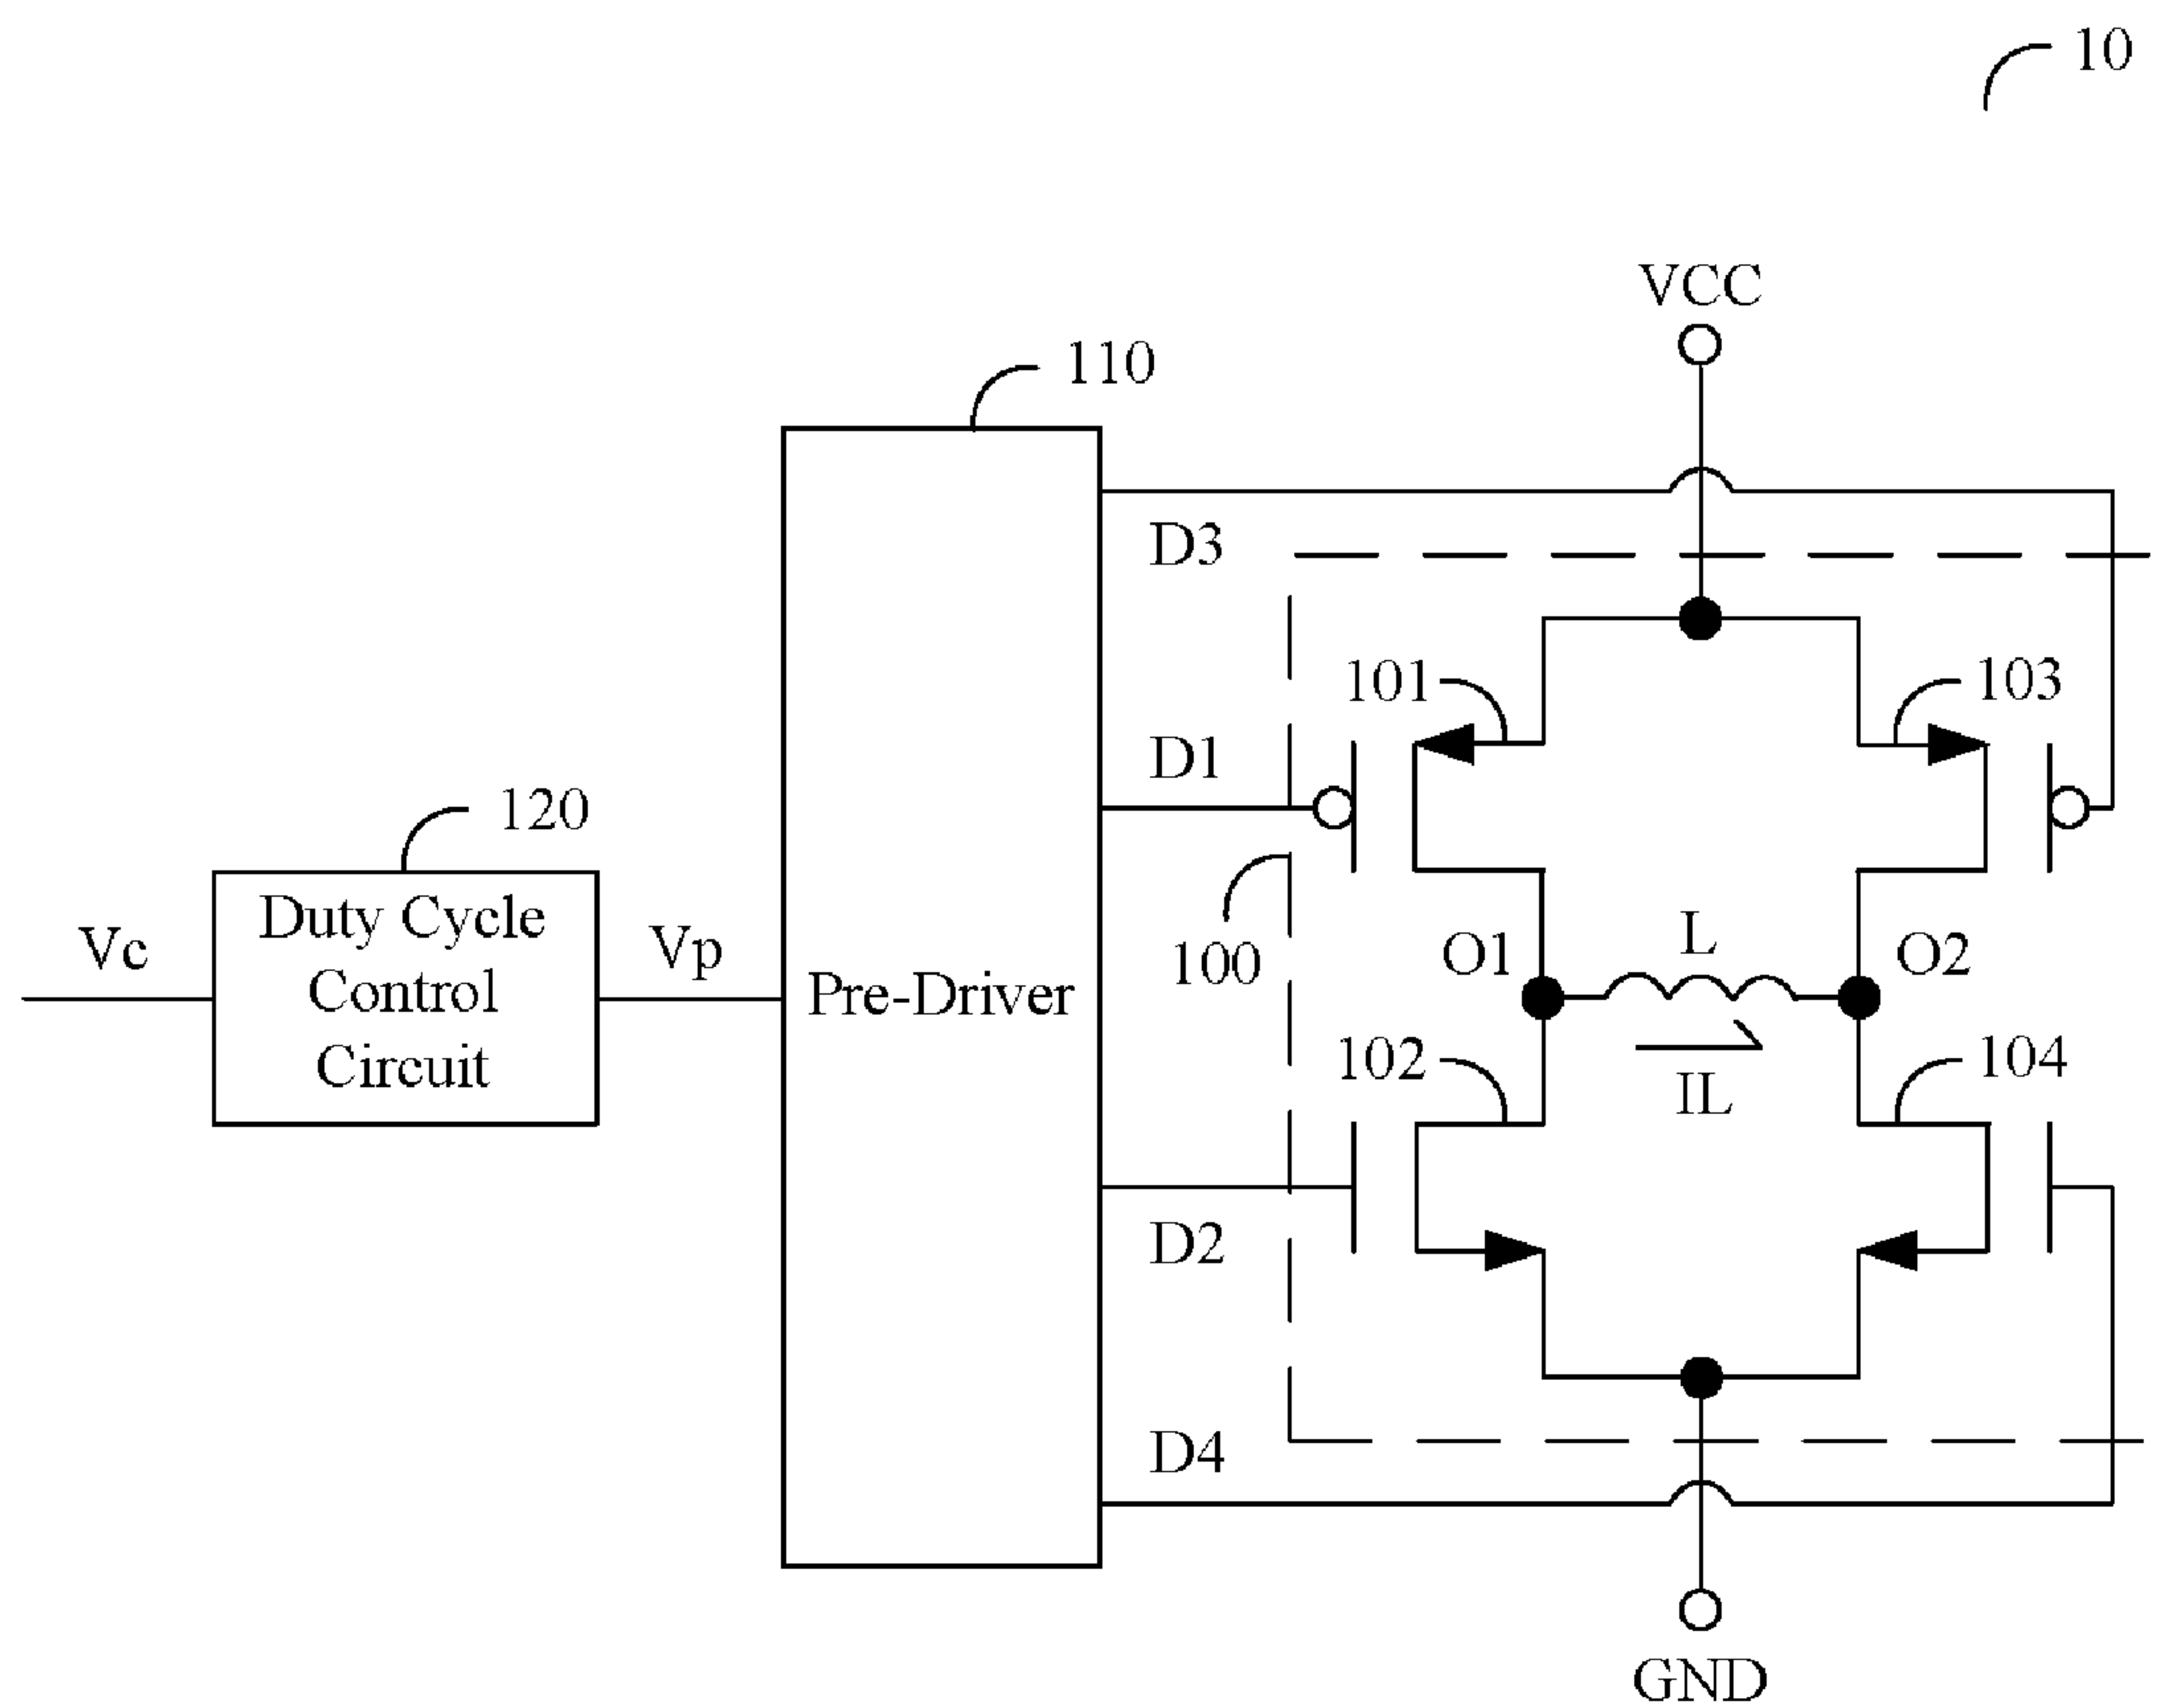 10
VCC
110
D3
101
103
D1
120
Duty Cycle
Control
Circuit
Vc
Vp
Pre-Driver
100
O1
L
O2
102
IL
104
D2
D4
GND